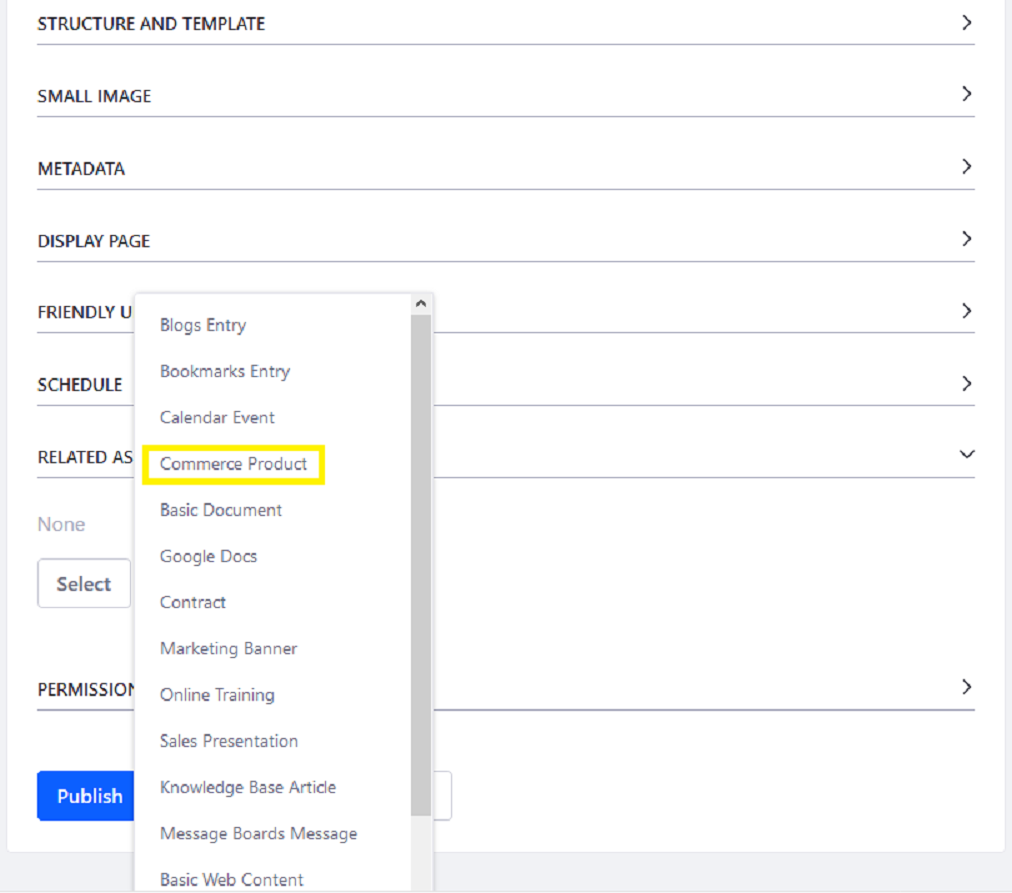 STRUCTURE AND TEMPLATE
SMALL IMAGE
METADATA
DISPLAY PAGE
FRIENDLY U
SCHEDULE
RELATED AS
None
Select
PERMISSION
Publish
Blogs Entry
Bookmarks Entry
Calendar Event
Commerce Product
Basic Document
Google Docs
Contract
Marketing Banner
Online Training
Sales Presentation
Knowledge Base Article
Message Boards Message
Basic Web Content